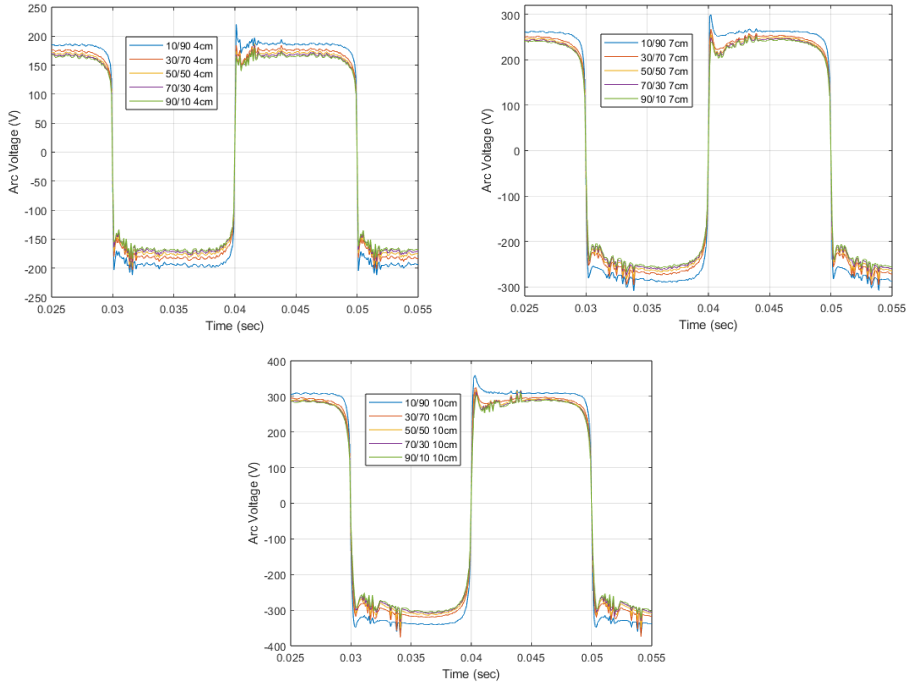 250
200
150
100
50
0
-50
-100
-150
-200
-250
Arc Voltage (V)
10/90 4cm
30/70 4cm
50/50 4cm
70/30 4cm
90/10 4cm
0.025
0.03
0.035
0.04
0.045
0.05
0.055
Time (sec)
300
200
100
0
-100
-200
-300
Arc Voltage (V)
10/90 7cm
30/70 7cm
50/50 7cm
70/30 7cm
90/10 7cm
0.025
0.03
0.035
0.04
0.045
0.05
0.055
Time (sec)
400
300
200
100
0
-100
-200
-300
-400
Arc Voltage (V)
10/90 10cm
30/70 10cm
50/50 10cm
70/30 10cm
90/10 10cm
0.025
0.03
0.035
0.04
0.045
0.05
0.055
Time (sec)